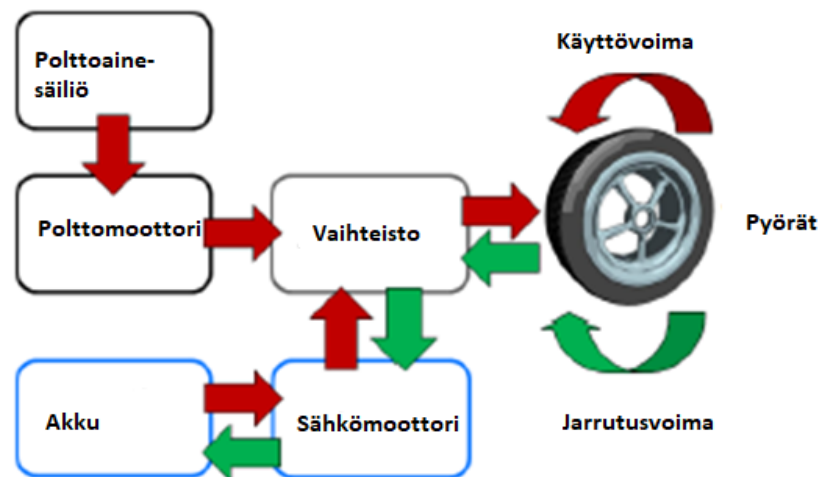 Polttoaine-
säiliö
Käyttövoima
Polttomoottori
Vaihteisto
Pyörät
Akku
Sähkömoottori
Jarrutusvoima